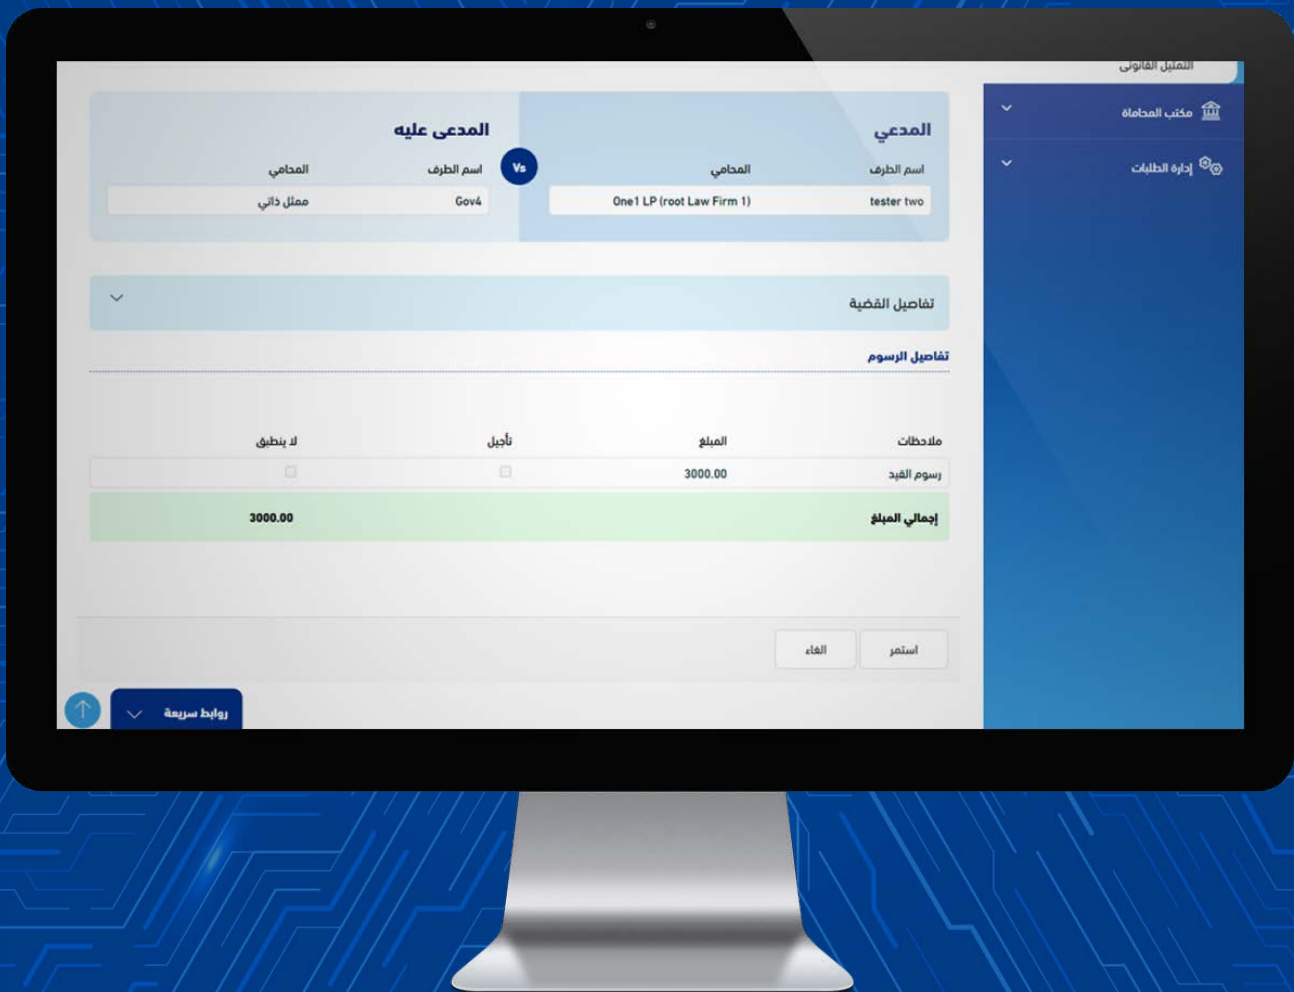 التمثيل القانونى
مكتب المحاماة
إدارة الطلبات
المدعي
المدعى عليه
Vs
اسم الطرف المحامي
اسم الطرف المحامي
tester two One1 LP (root Law Firm 1)
Gov4 ممثل ذاتي
تفاصيل القضية
تفاصيل الرسوم
ملاحظات المبلغ تأجيل لا ينطبق
رسوم القيد 3000.00
إجمالي المبلغ 3000.00
استمر الغاء
روابط سريعة